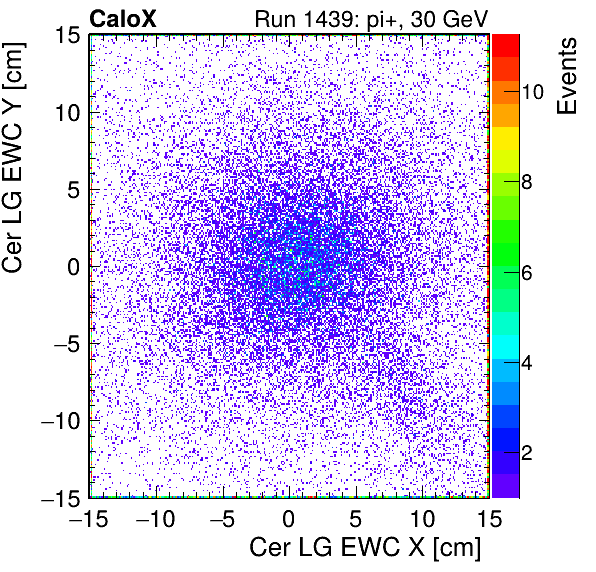 CaloX Run 1439: pi+, 30 GeV
Cer LG EWC Y [cm]
15
10
5
0
−5
−10
−15
−15 −10 −5 0 5 10 15
Cer LG EWC X [cm]
Events
10
8
6
4
2